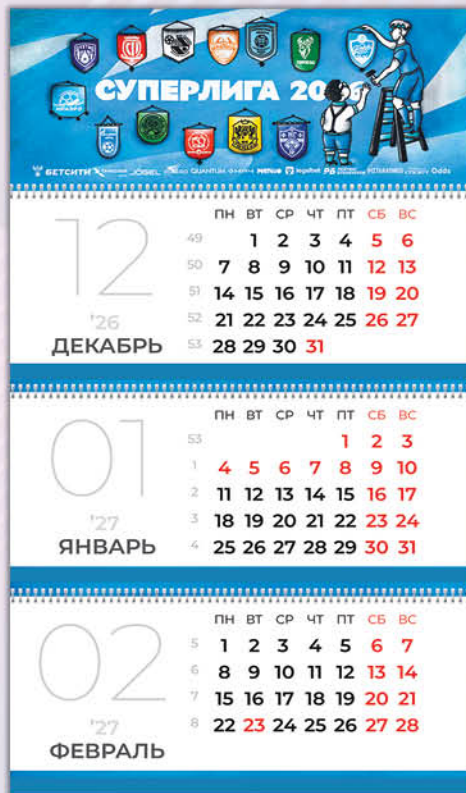 СУПЕРЛИГА 20
БЕТСИТИ JÖGEL QUANTUM Odds
ПН ВТ СР ЧТ ПТ СБ ВС
12
49 1 2 3 4 5 6
50 7 8 9 10 11 12 13
51 14 15 16 17 18 19 20
'26
52 21 22 23 24 25 26 27
ДЕКАБРЬ
53 28 29 30 31
ПН ВТ СР ЧТ ПТ СБ ВС
01
53 1 2 3
1 4 5 6 7 8 9 10
2 11 12 13 14 15 16 17
'27
3 18 19 20 21 22 23 24
ЯНВАРЬ
4 25 26 27 28 29 30 31
ПН ВТ СР ЧТ ПТ СБ ВС
02
5 1 2 3 4 5 6 7
6 8 9 10 11 12 13 14
7 15 16 17 18 19 20 21
'27
8 22 23 24 25 26 27 28
ФЕВРАЛЬ